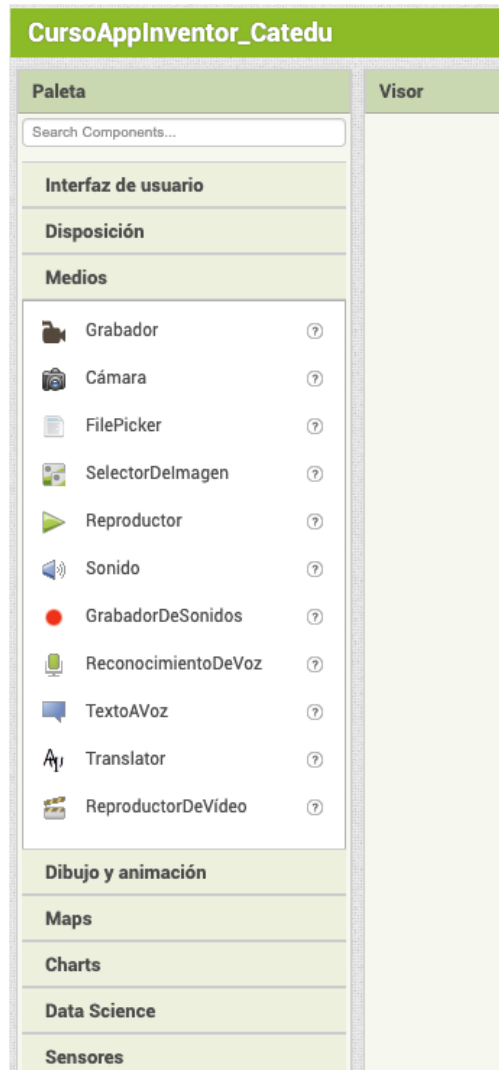 CursoAppInventor_Catedu
Paleta
Visor
Search Components...
Interfaz de usuario
Disposición
Medios
Grabador
Cámara
FilePicker
SelectorDeImagen
Reproductor
Sonido
GrabadorDeSonidos
ReconocimientoDeVoz
TextoAVoz
Translator
ReproductorDeVídeo
Dibujo y animación
Maps
Charts
Data Science
Sensores